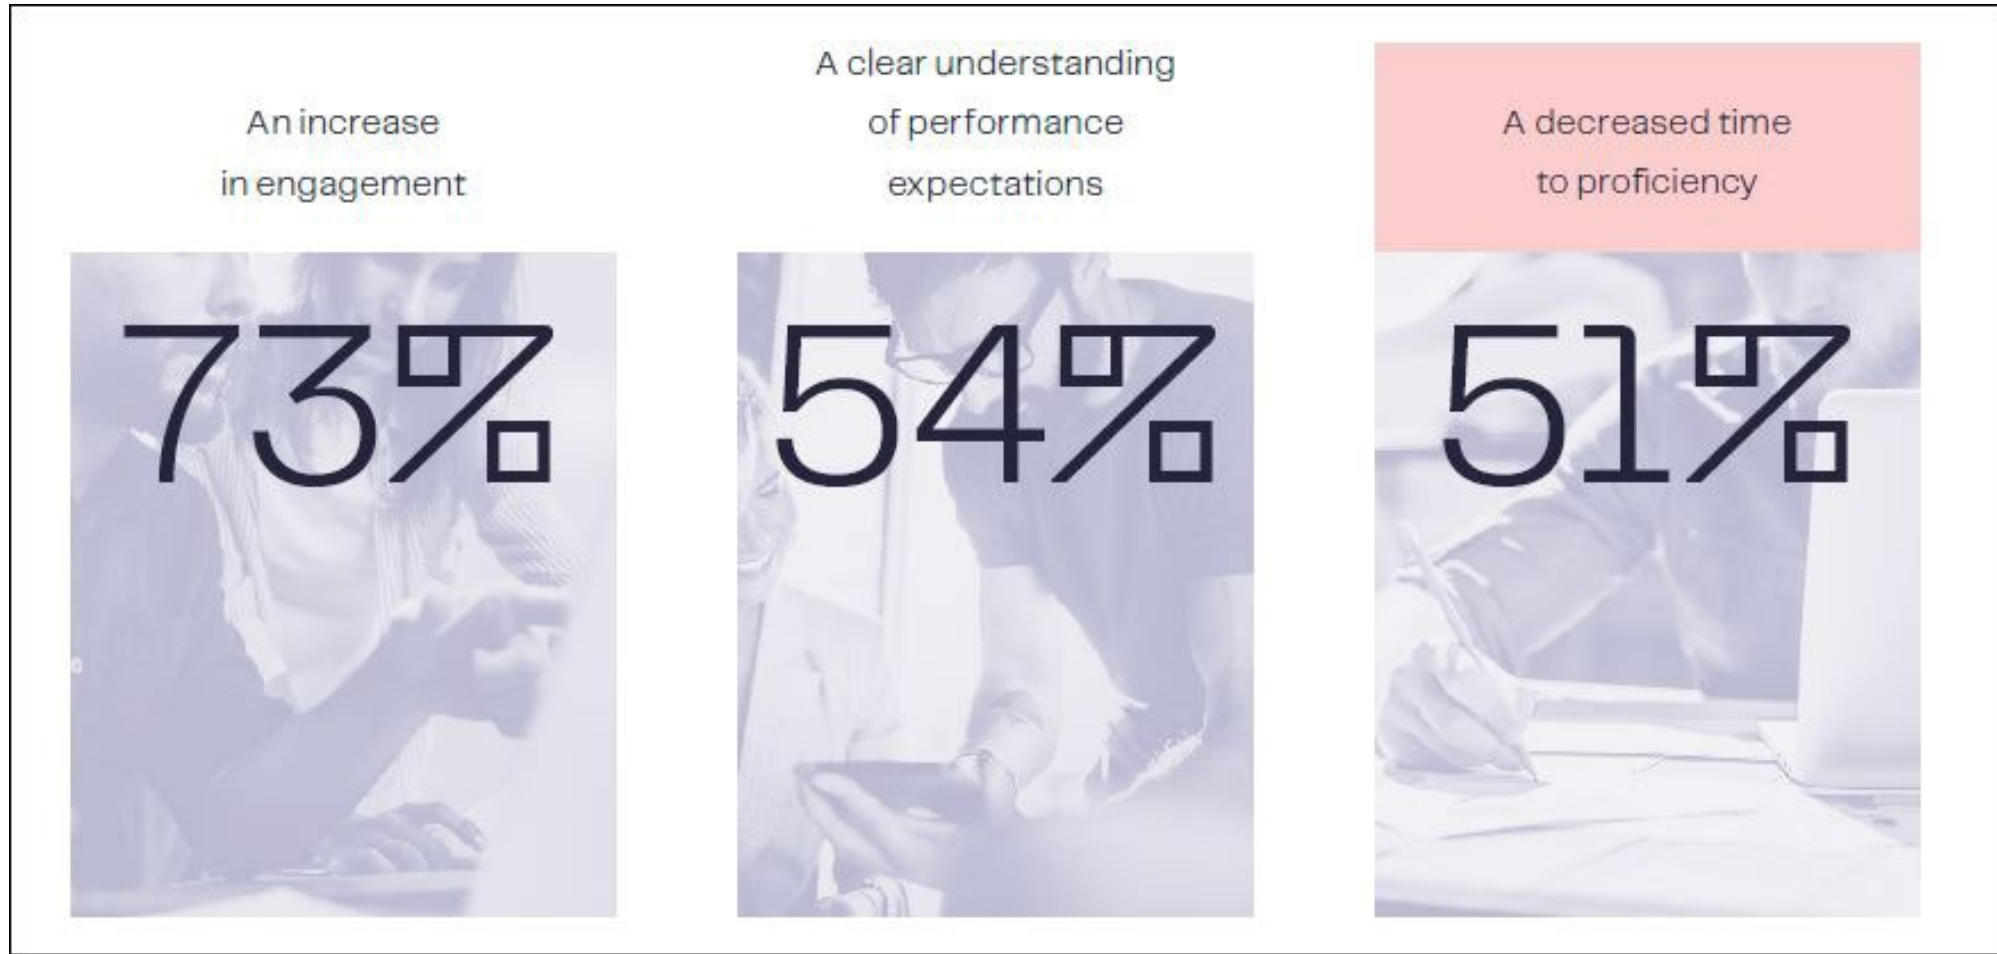 An increase
in engagement
73%
A clear understanding
of performance
expectations
54%
A decreased time
to proficiency
51%